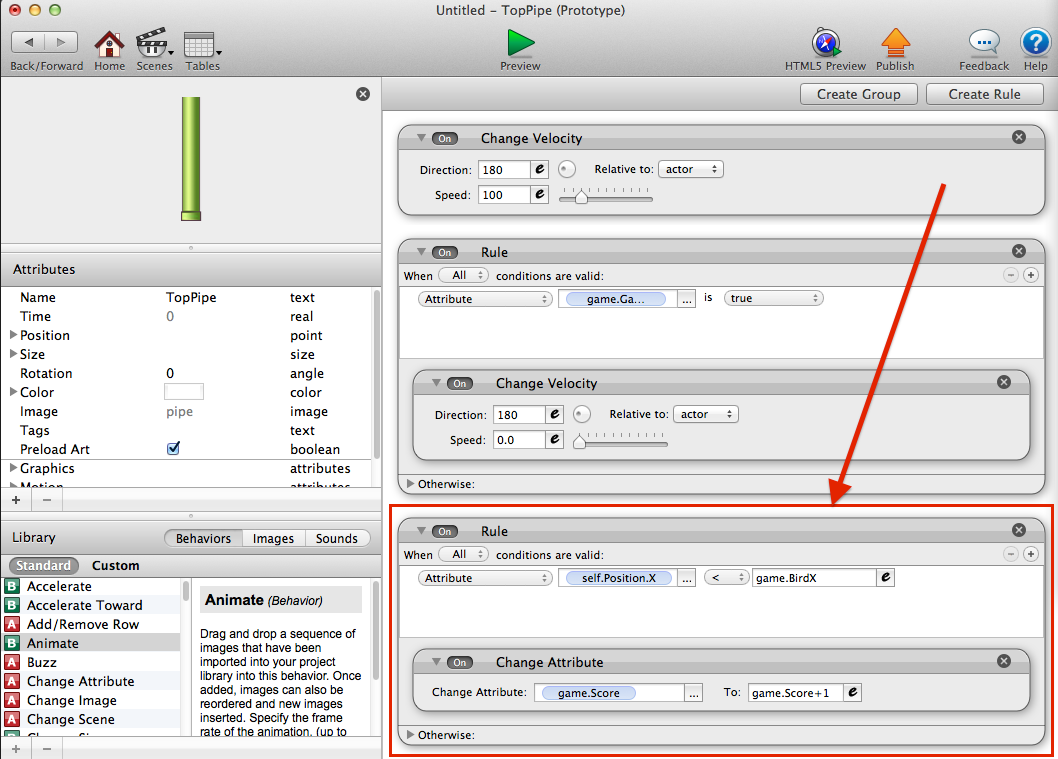 Untitled – TopPipe (Prototype)
Back/Forward Home Scenes Tables Preview HTML5 Preview Publish Feedback Help
Create Group Create Rule
Attributes
Name TopPipe text
Time 0 real
Position point
Size size
Rotation 0 angle
Color color
Image pipe image
Tags text
Preload Art boolean
Graphics attributes
Motion attributes
+ −
Library Behaviors Images Sounds
Standard Custom
B Accelerate
B Accelerate Toward
A Add/Remove Row
B Animate
A Buzz
A Change Attribute
A Change Image
A Change Scene
+ −
Animate (Behavior)
Drag and drop a sequence of
images that have been
imported into your project
library into this behavior. Once
added, images can also be
reordered and new images
inserted. Specify the frame
rate of the animation, (up to
On Change Velocity
Direction: 180 e Relative to: actor
Speed: 100 e
On Rule
When All conditions are valid:
Attribute game.Ga... ... is true
On Change Velocity
Direction: 180 e Relative to: actor
Speed: 0.0 e
Otherwise:
On Rule
When All conditions are valid:
Attribute self.Position.X ... < game.BirdX e
On Change Attribute
Change Attribute: game.Score ... To: game.Score+1 e
Otherwise: